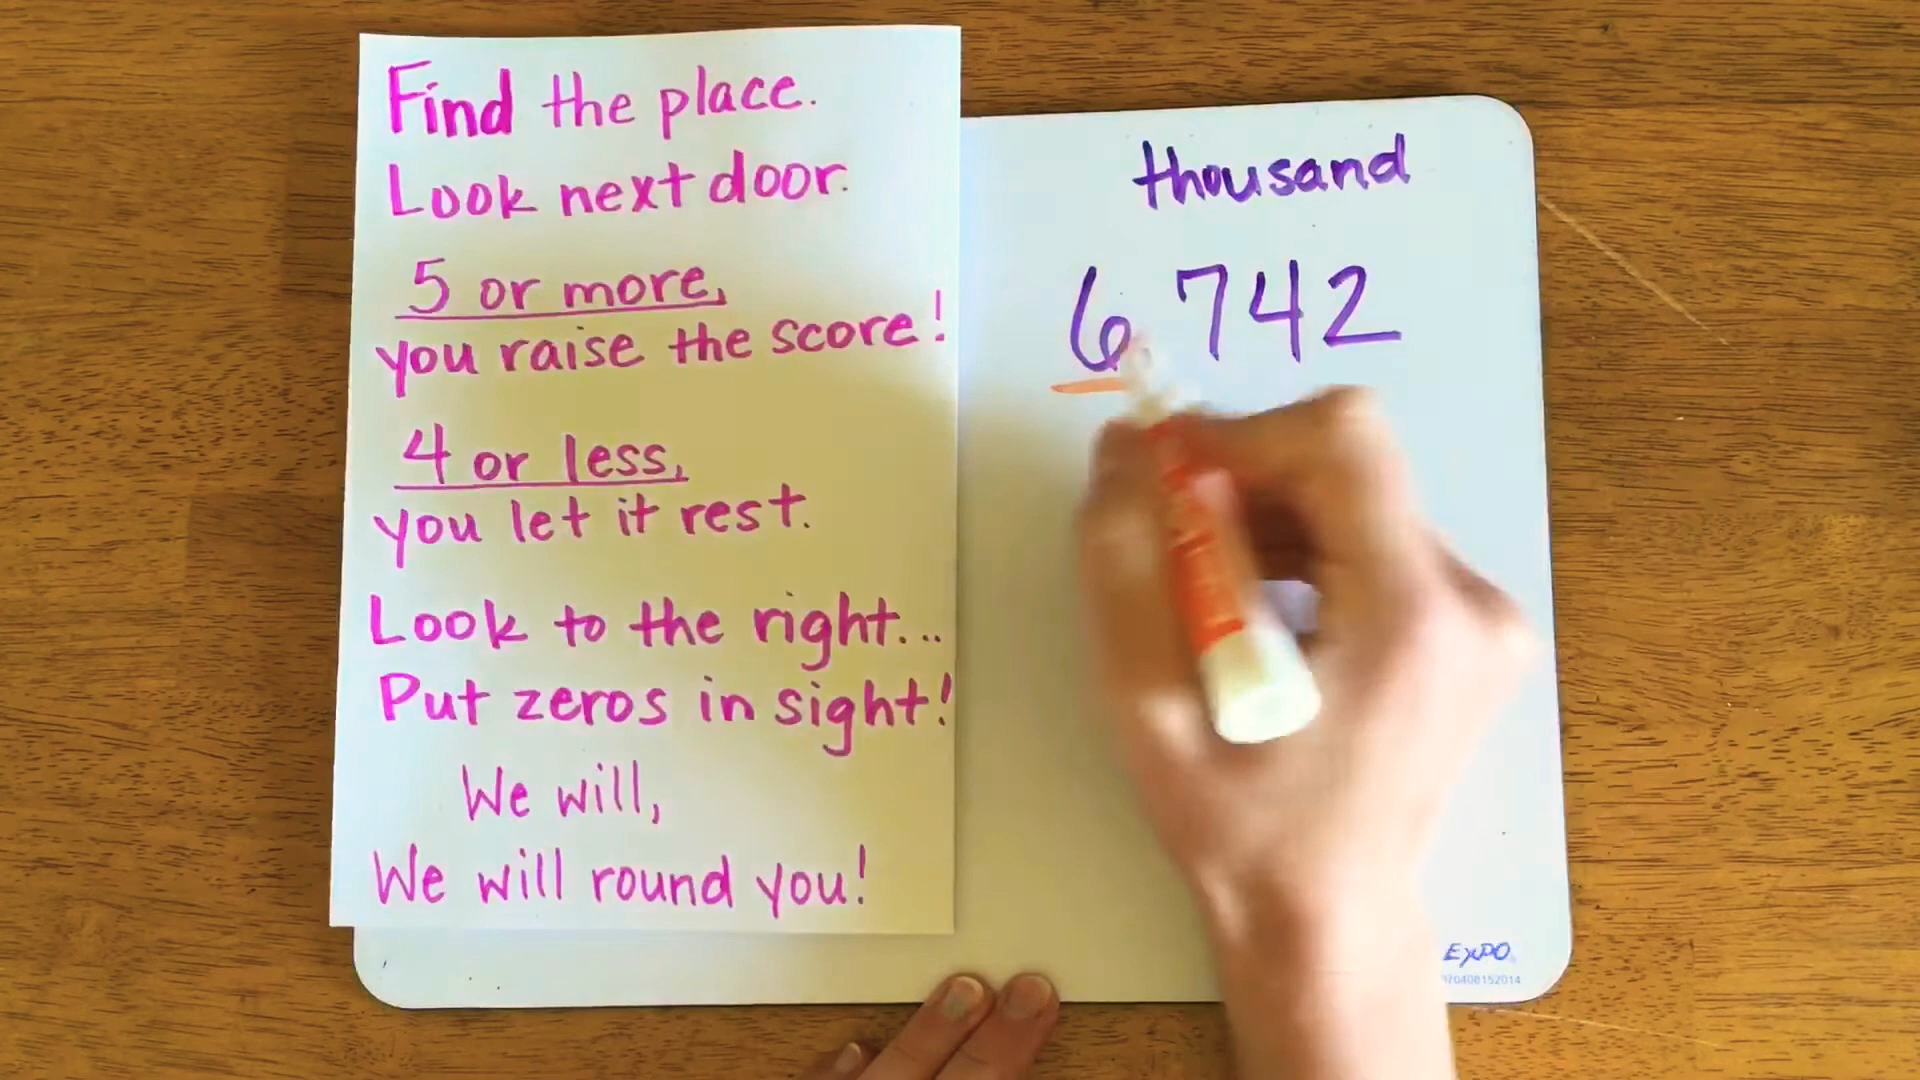 Find the place.
Look next door.
5 or more,
you raise the score!
4 or less,
you let it rest.
Look to the right...
Put zeros in sight!
We will,
We will round you!
thousand
6 742
EXPO